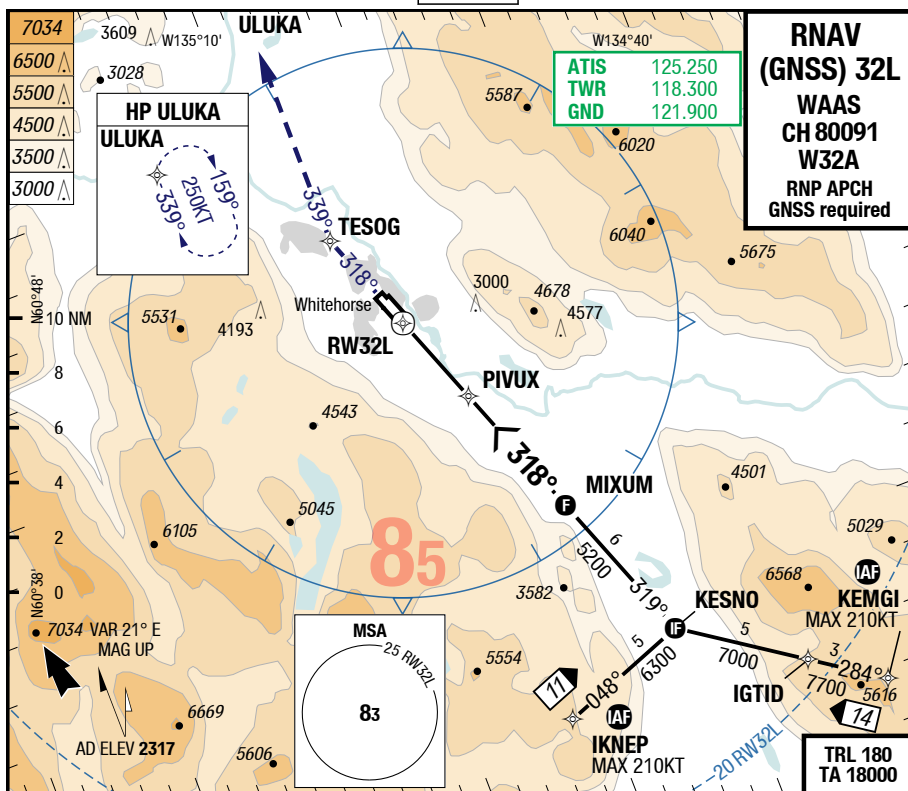 7034
6500
5500
4500
3500
3000
3609
W135°10'
ULUKA
W134°40'
3028
ATIS 125.250
TWR 118.300
GND 121.900
RNAV
(GNSS) 32L
WAAS
CH 80091
W32A
RNP APCH
GNSS required
HP ULUKA
ULUKA
159°
250KT
339°
5587
6020
339°
TESOG
318°
6040
5675
N60°48'
10 NM
5531
4193
Whitehorse
3000
4678
4577
RW32L
8
PIVUX
6
4543
318°
4
MIXUM
4501
F
5045
6
5200
5029
2
6105
85
6568
IAF
KEMGI
MAX 210KT
N60°38'
0
3582
319°
KESNO
IF
7034
VAR 21° E
MAG UP
MSA
25 RW32L
83
5554
5
6300
5
7000
3
284°
7700
5616
11
048°
IGTID
14
6669
IAF
IKNEP
MAX 210KT
20 RW32L
AD ELEV 2317
5606
TRL 180
TA 18000